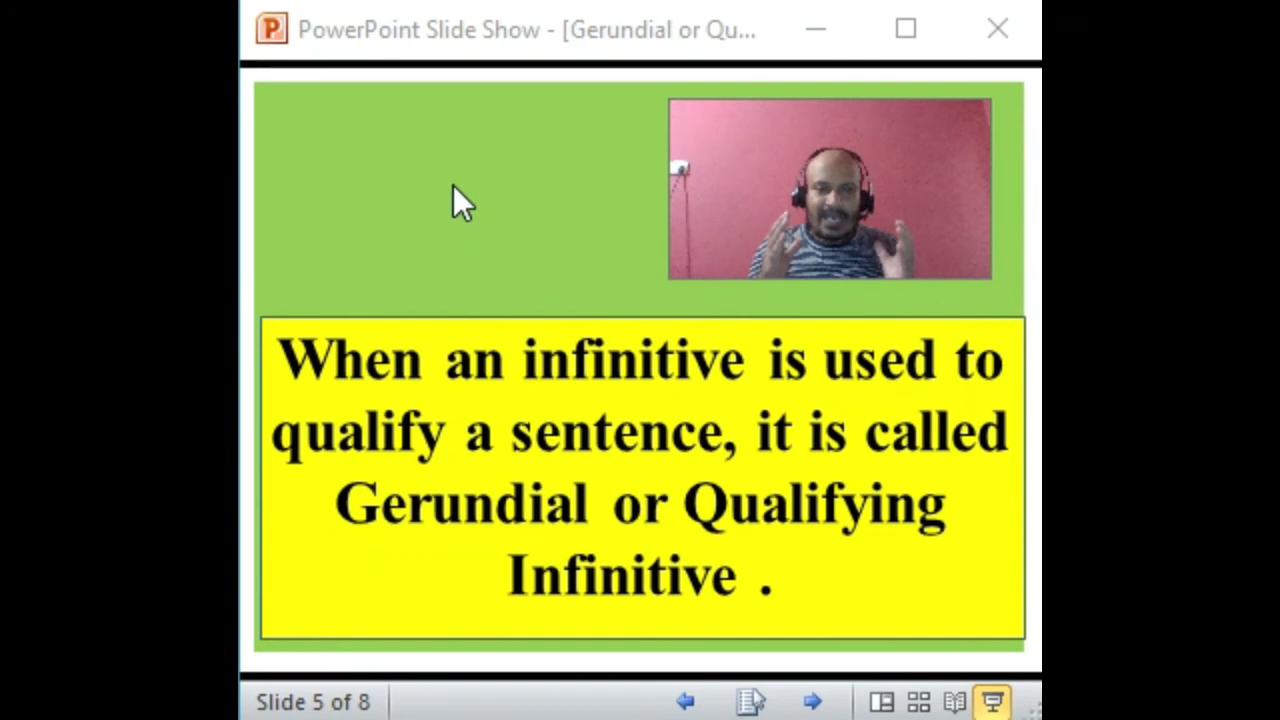 PowerPoint Slide Show - [Gerundial or Qu...
When an infinitive is used to
qualify a sentence, it is called
Gerundial or Qualifying
Infinitive .
Slide 5 of 8